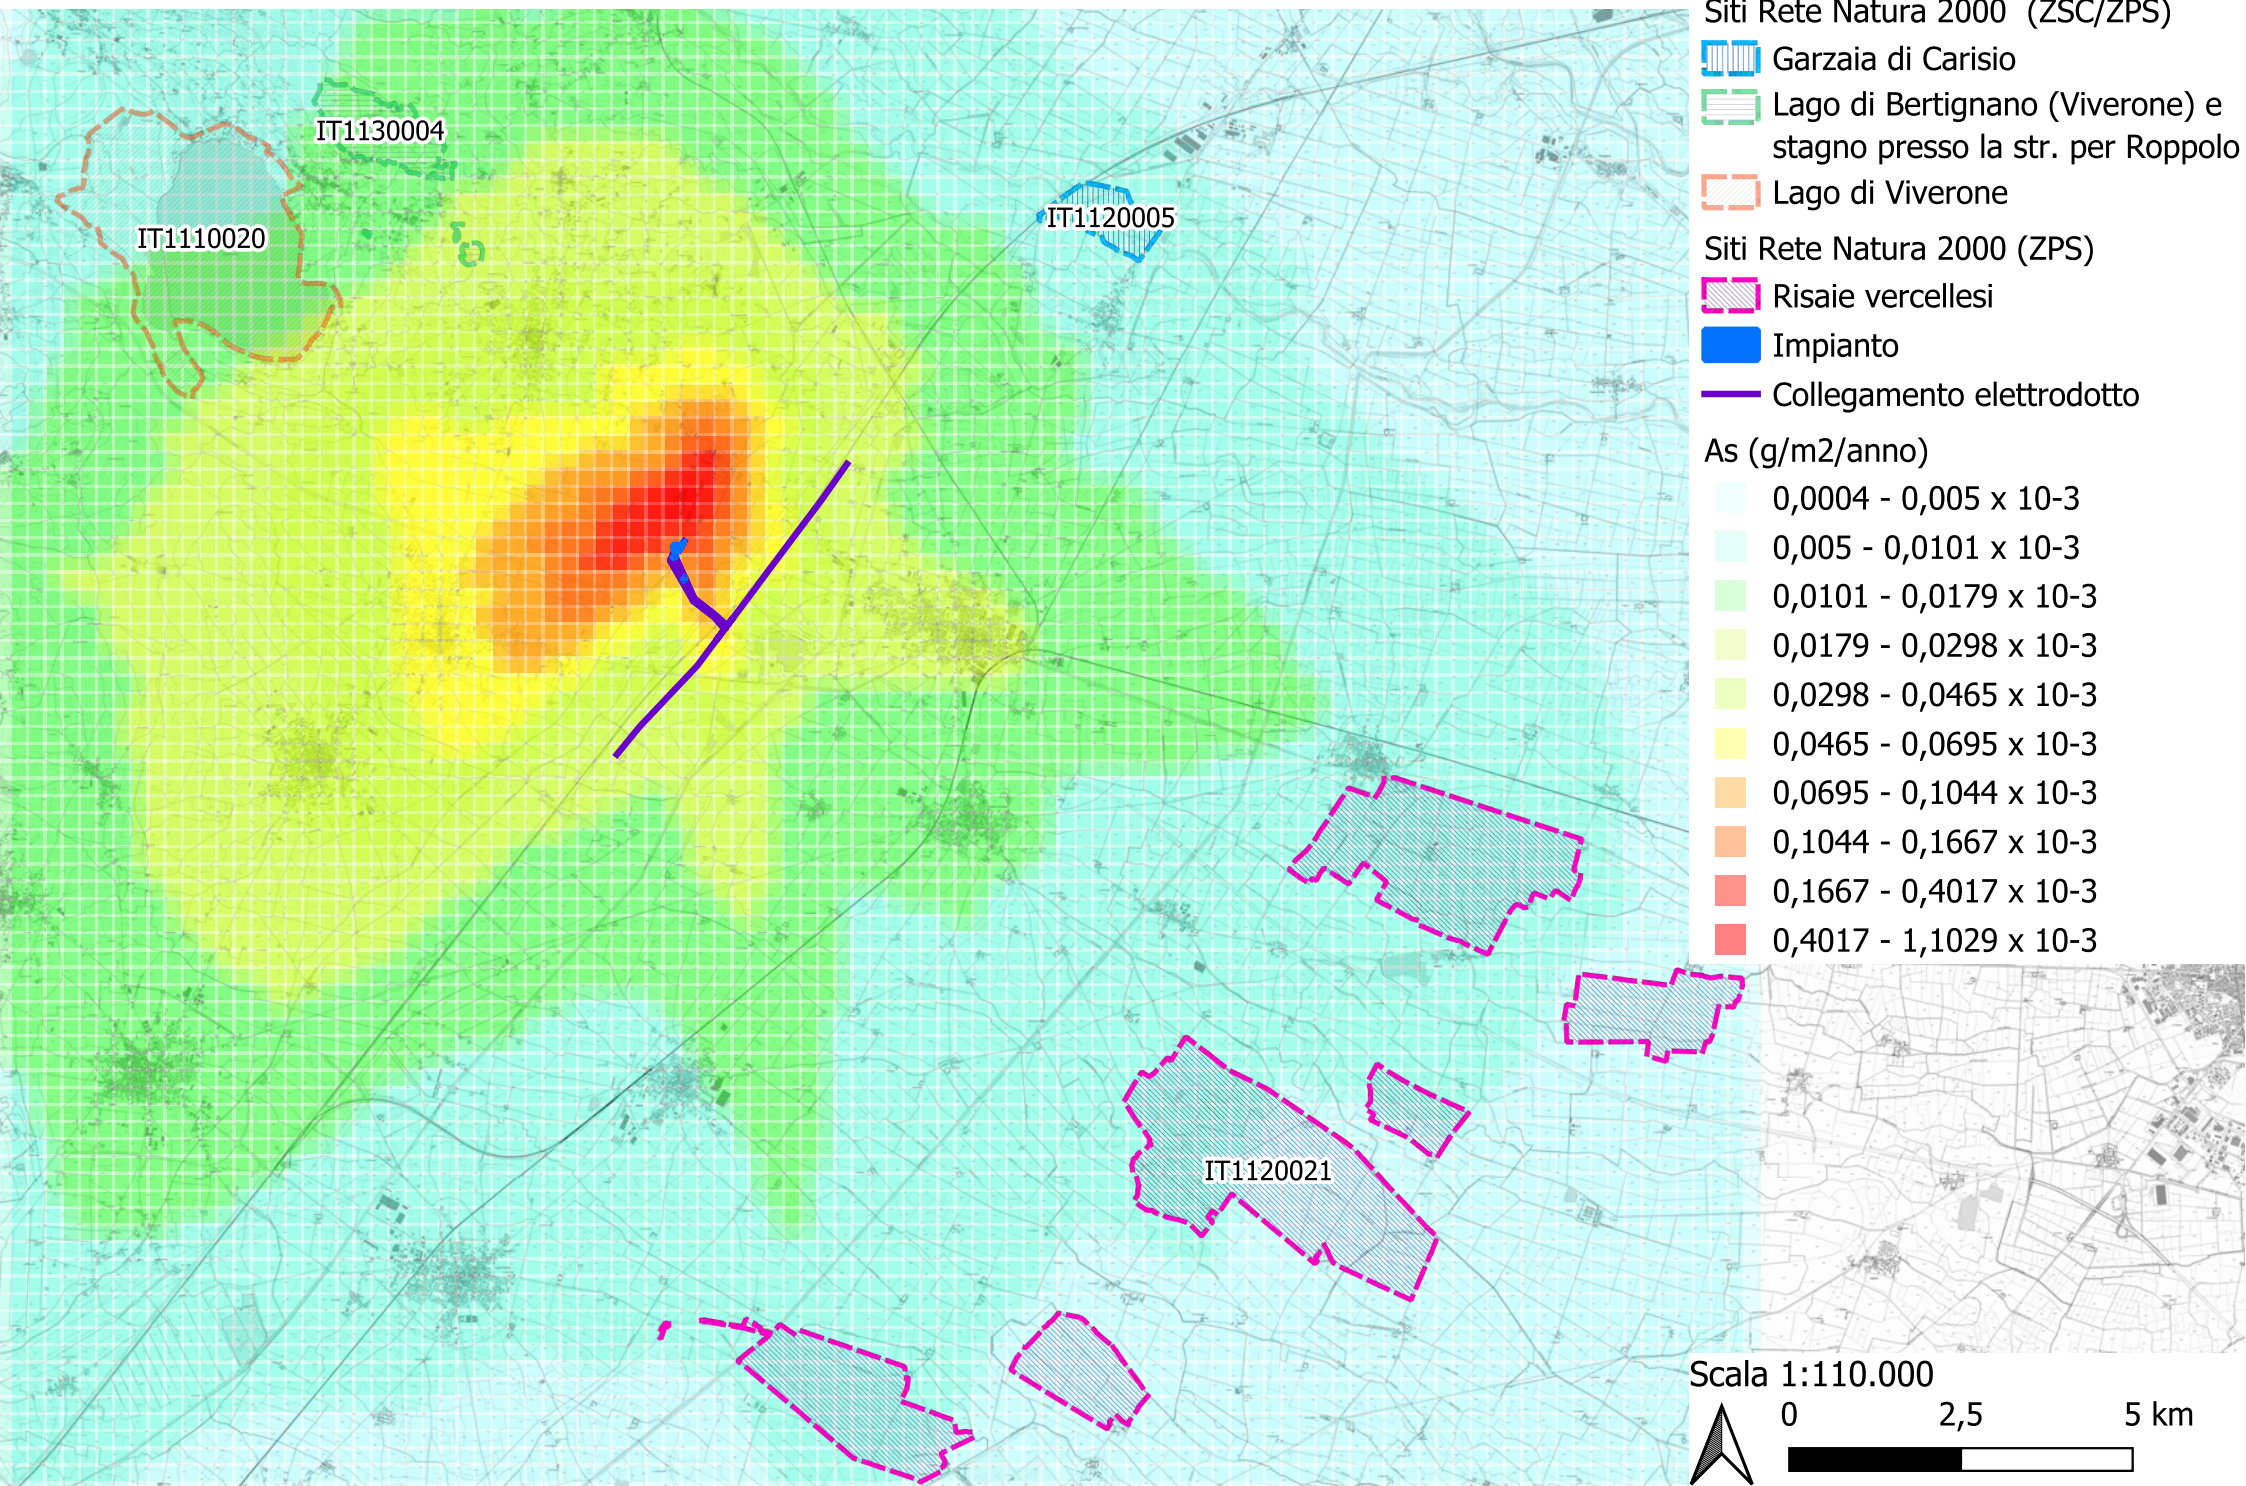 Siti Rete Natura 2000 (ZSC/ZPS)
Garzaia di Carisio
Lago di Bertignano (Viverone) e
stagno presso la str. per Roppolo
Lago di Viverone
Siti Rete Natura 2000 (ZPS)
Risaie vercellesi
Impianto
Collegamento elettrodotto
As (g/m2/anno)
0,0004 - 0,005 x 10-3
0,005 - 0,0101 x 10-3
0,0101 - 0,0179 x 10-3
0,0179 - 0,0298 x 10-3
0,0298 - 0,0465 x 10-3
0,0465 - 0,0695 x 10-3
0,0695 - 0,1044 x 10-3
0,1044 - 0,1667 x 10-3
0,1667 - 0,4017 x 10-3
0,4017 - 1,1029 x 10-3
IT1130004
IT1110020
IT1120005
IT1120021
Scala 1:110.000
0 2,5 5 km